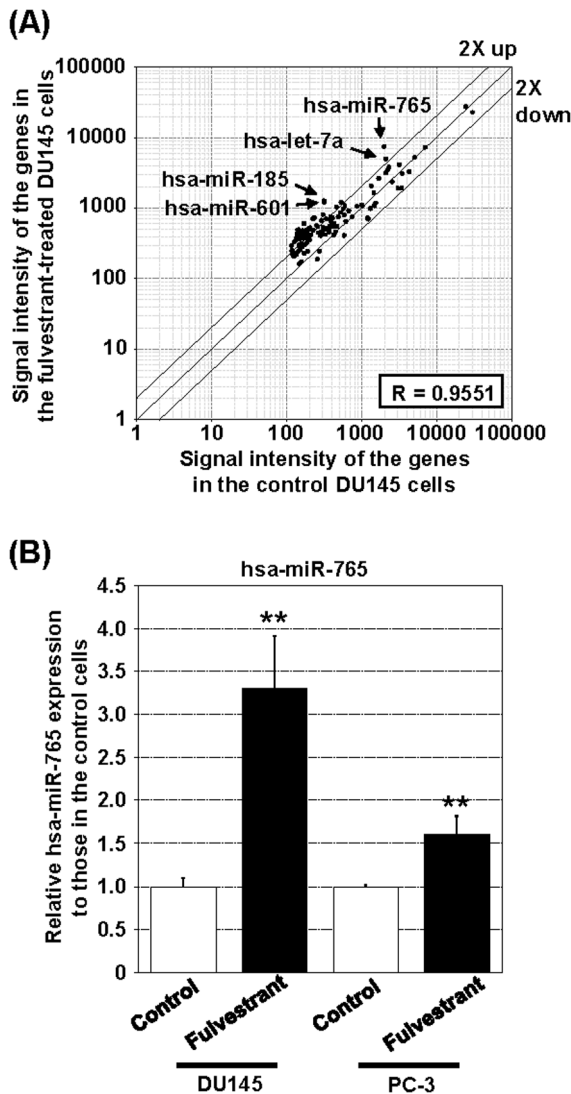 (A)
Signal intensity of the genes in
the fulvestrant-treated DU145 cells
100000
10000
1000
100
10
1
2X up
2X
down
hsa-miR-765
hsa-let-7a
hsa-miR-185
hsa-miR-601
R = 0.9551
1
10
100
1000
10000
100000
Signal intensity of the genes
in the control DU145 cells
(B)
hsa-miR-765
Relative hsa-miR-765 expression
to those in the control cells
4.5
4.0
3.5
3.0
2.5
2.0
1.5
1.0
0.5
0
**
**
Control
Fulvestrant
Control
Fulvestrant
DU145
PC-3